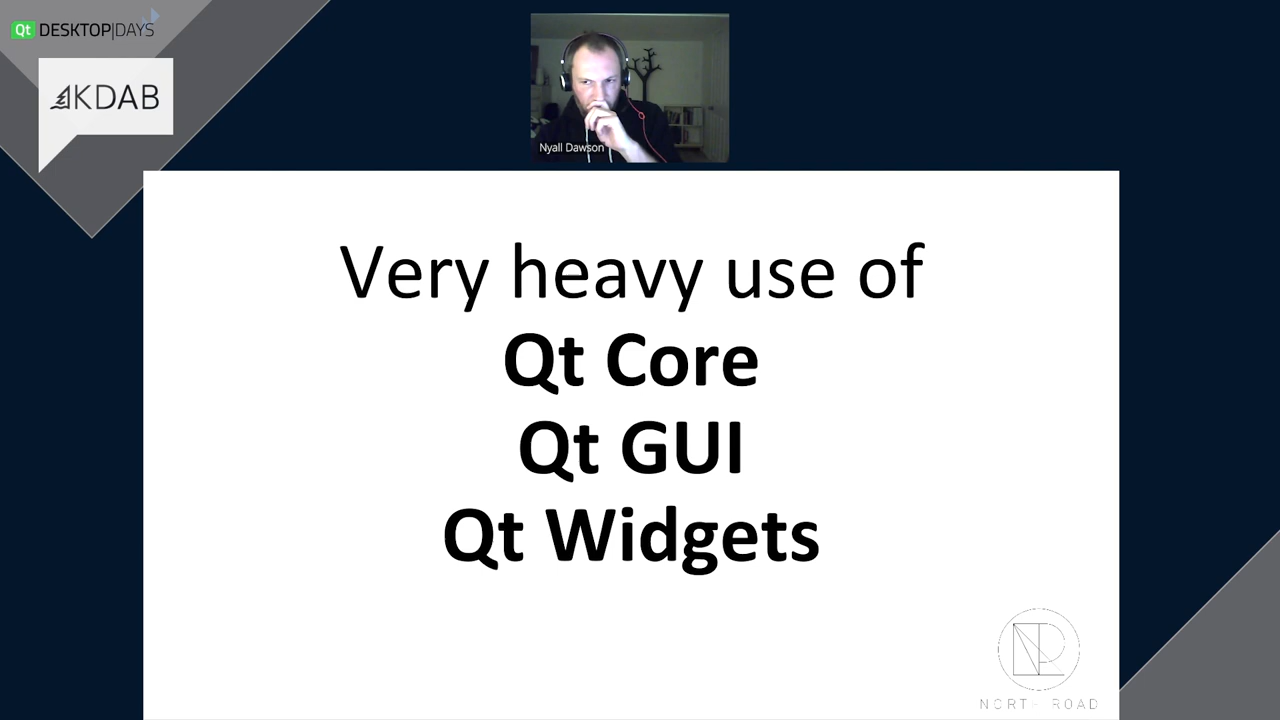 Qt DESKTOP|DAYS
KDAB
Nyall Dawson
Very heavy use of
Qt Core
Qt GUI
Qt Widgets
NORTH ROAD